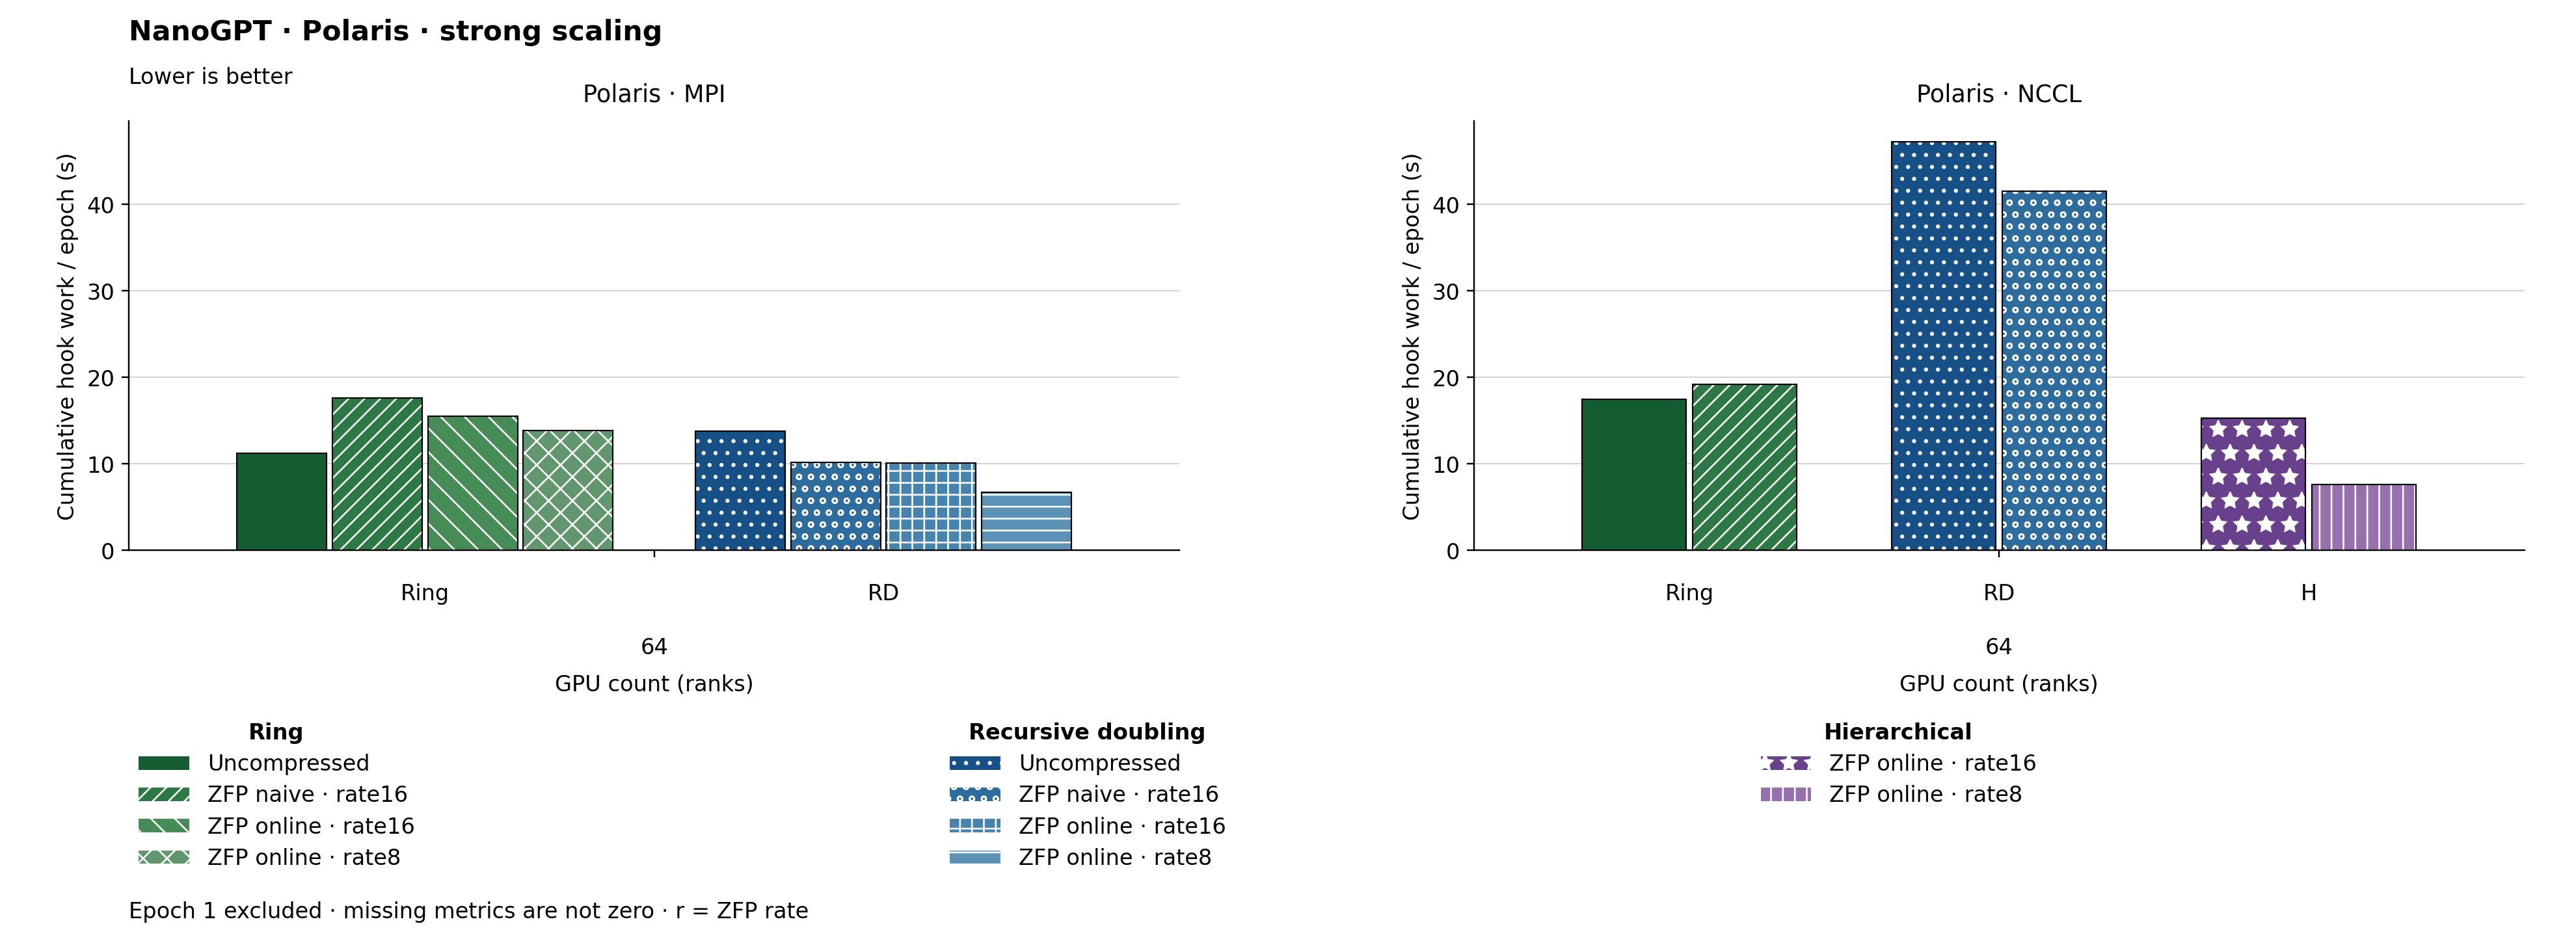 NanoGPT · Polaris · strong scaling
Lower is better
Polaris · MPI
Cumulative hook work / epoch (s)
40
30
20
10
0
Ring
RD
64
GPU count (ranks)
Polaris · NCCL
Cumulative hook work / epoch (s)
40
30
20
10
0
Ring
RD
H
64
GPU count (ranks)
Ring
Uncompressed
ZFP naive · rate16
ZFP online · rate16
ZFP online · rate8
Recursive doubling
Uncompressed
ZFP naive · rate16
ZFP online · rate16
ZFP online · rate8
Hierarchical
ZFP online · rate16
ZFP online · rate8
Epoch 1 excluded · missing metrics are not zero · r = ZFP rate